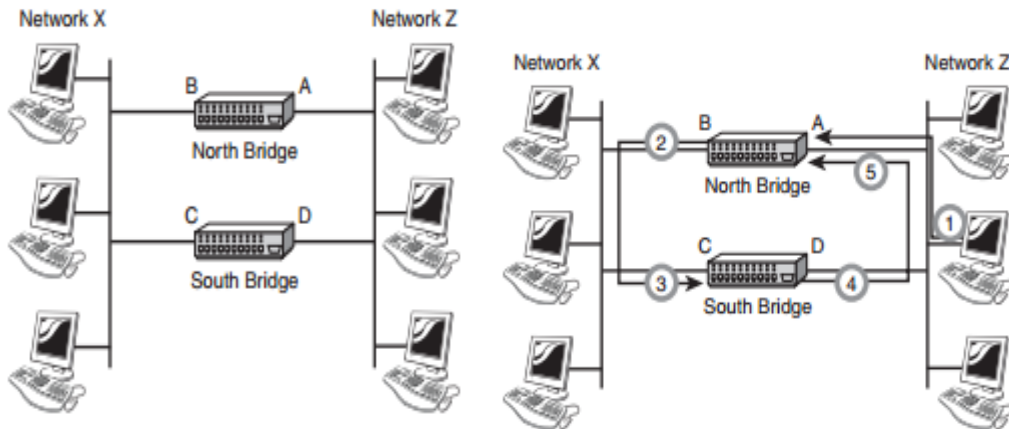 Network X
Network Z
B
A
North Bridge
C
D
South Bridge
Network X
Network Z
B
A
2
North Bridge
5
1
C
D
3
4
South Bridge